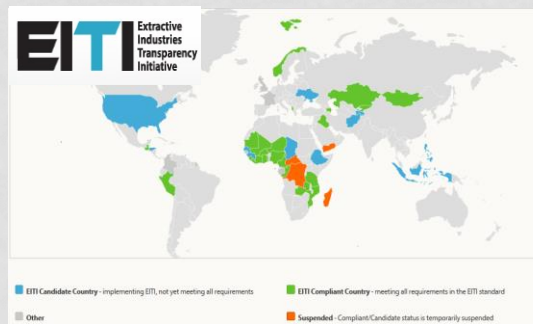 EITI
Extractive
Industries
Transparency
Initiative
EITI Candidate Country - implementing EITI, not yet meeting all requirements
EITI Compliant Country - meeting all requirements in the EITI standard
Other
Suspended - Compliant/Candidate status is temporarily suspended